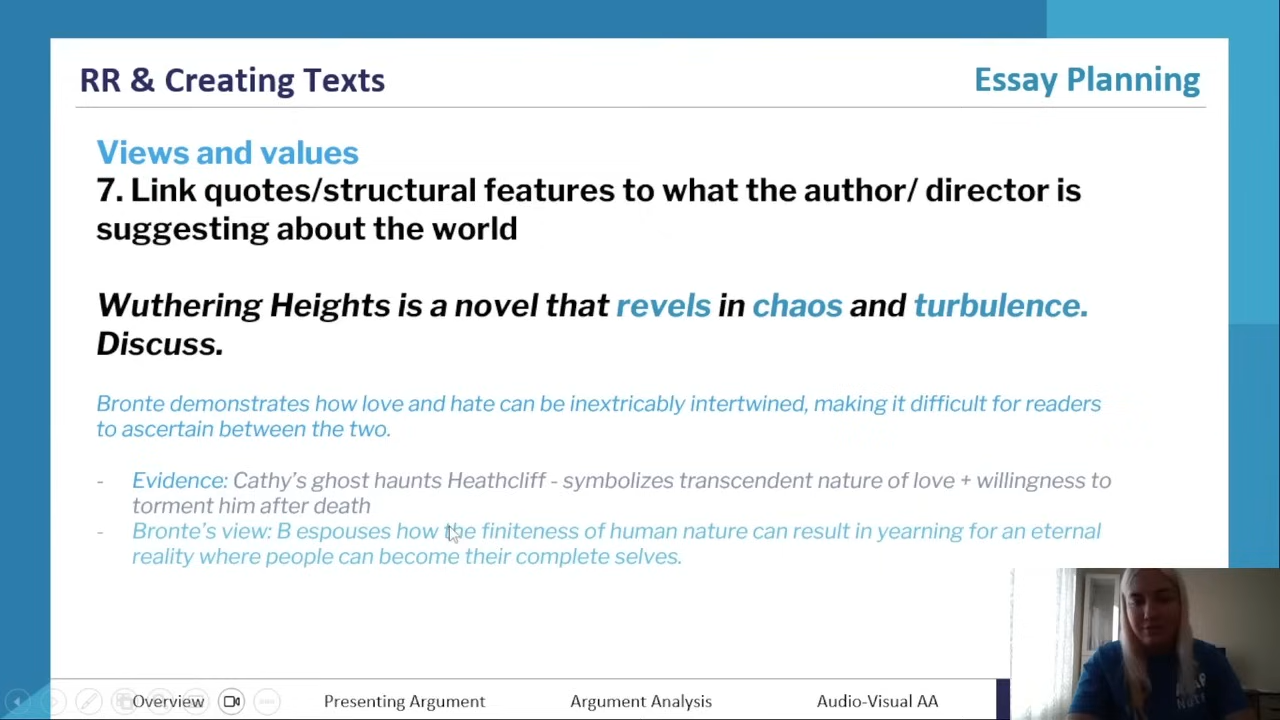 RR & Creating Texts
Essay Planning
Views and values
7. Link quotes/structural features to what the author/ director is
suggesting about the world
Wuthering Heights is a novel that revels in chaos and turbulence.
Discuss.
Bronte demonstrates how love and hate can be inextricably intertwined, making it difficult for readers
to ascertain between the two.
- Evidence: Cathy's ghost haunts Heathcliff - symbolizes transcendent nature of love + willingness to
torment him after death
- Bronte's view: B espouses how the finiteness of human nature can result in yearning for an eternal
reality where people can become their complete selves.
Overview
Presenting Argument
Argument Analysis
Audio-Visual AA